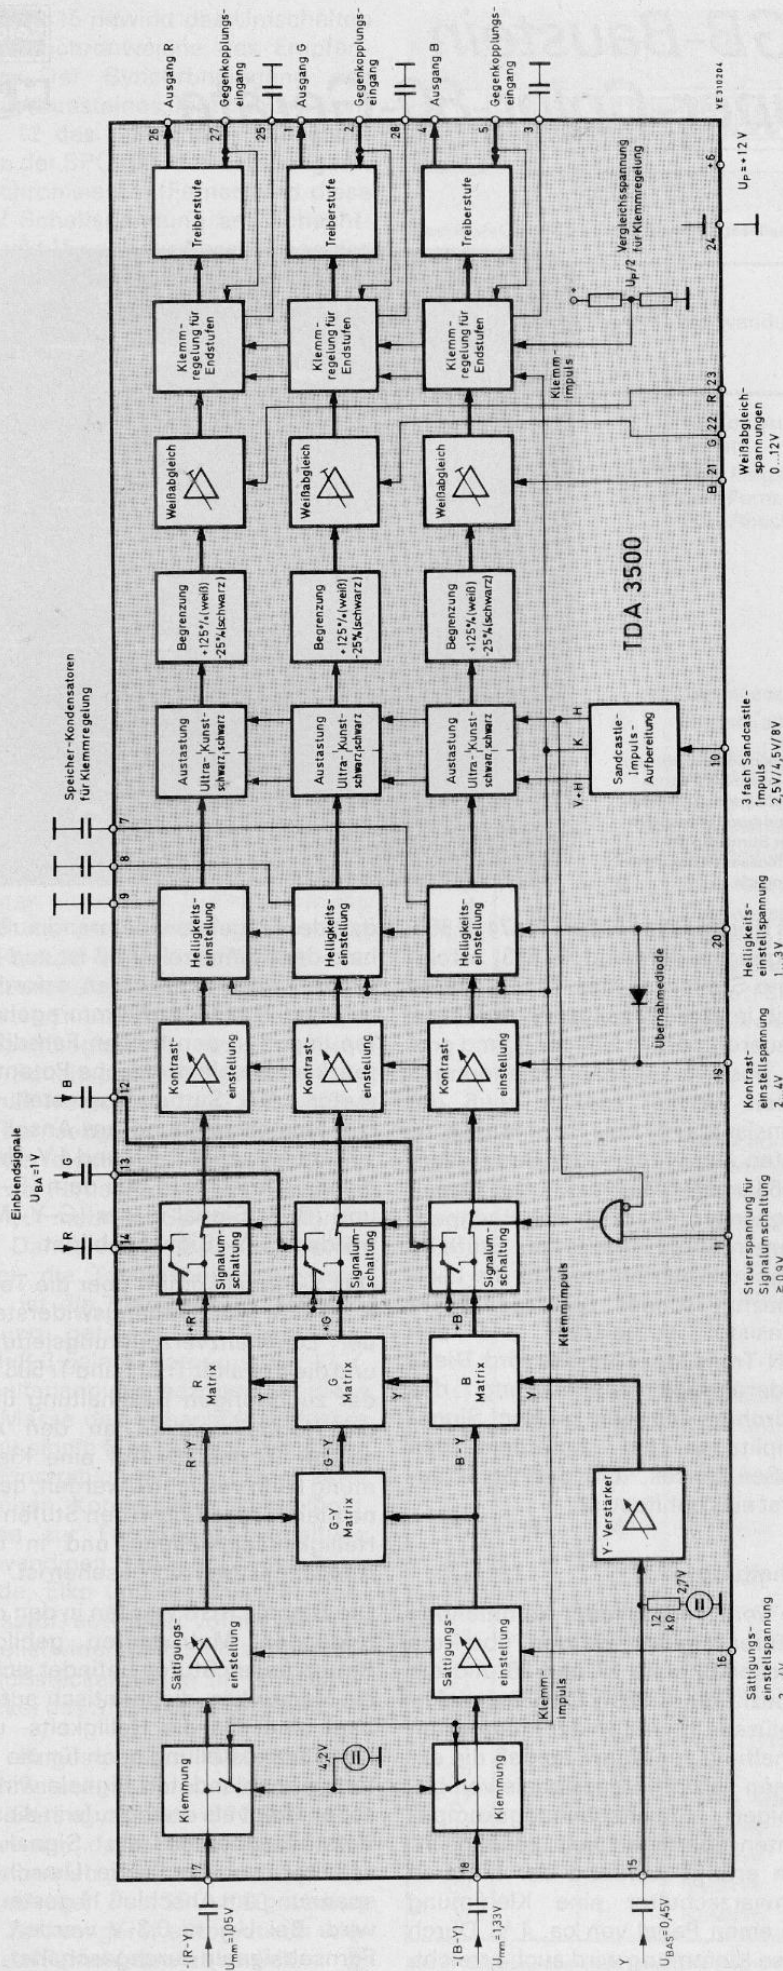 Ausgang R
Gegenkopplungs-
eingang
Ausgang G
Gegenkopplungs-
eingang
Ausgang B
Gegenkopplungs-
eingang
VE 310204
26
27
25
1
2
28
4
5
3
+6
24
U_P=+12V
Treiberstufe
Treiberstufe
Treiberstufe
Vergleichsspannung
für Klemmregelung
U_P/2
+
Klemm-
regelung für
Endstufen
Klemm-
regelung für
Endstufen
Klemm-
regelung für
Endstufen
Klemm-
impuls
R 23
G 22
B 21
Weißabgleich-
spannungen
0...12V
Weißabgleich
Weißabgleich
Weißabgleich
Begrenzung
+125%(weiß)
-25%(schwarz)
Begrenzung
+125%(weiß)
-25%(schwarz)
Begrenzung
+125%(weiß)
-25%(schwarz)
TDA 3500
Speicher-Kondensatoren
für Klemmregelung
7
8
9
Austastung
Ultra-Kunst-
schwarz schwarz
Austastung
Ultra-Kunst-
schwarz schwarz
Austastung
Ultra-Kunst-
schwarz schwarz
H
K
V+H
Sandcastle-
Impuls-
Aufbereitung
10
3fach Sandcastle-
Impuls
2,5V/4,5V/8V
Helligkeits-
einstellung
Helligkeits-
einstellung
Helligkeits-
einstellung
20
Helligkeits-
einstellspannung
1...3V
Übernahmediode
Kontrast-
einstellung
Kontrast-
einstellung
Kontrast-
einstellung
19
Kontrast-
einstellspannung
2...4V
Einblendsignale
U_BA=1V
B
G
R
12
13
14
Signalum-
schaltung
Signalum-
schaltung
Signalum-
schaltung
11
Steuerspannung für
Signalumschaltung
≥0,9V
Klemmimpuls
+R
+G
+B
R
Matrix
G
Matrix
B
Matrix
Y
Y
Y
R-Y
G-Y
B-Y
G-Y
Matrix
Y-Verstärker
12
kΩ
2,7V
Sättigungs-
einstellung
Sättigungs-
einstellung
16
Sättigungs-
einstellspannung
Klemm-
impuls
4,2V
Klemmung
Klemmung
17
18
15
-(R-Y)
U_mm=1,05V
-(B-Y)
U_mm=1,33V
Y
U_BAS=0,45V